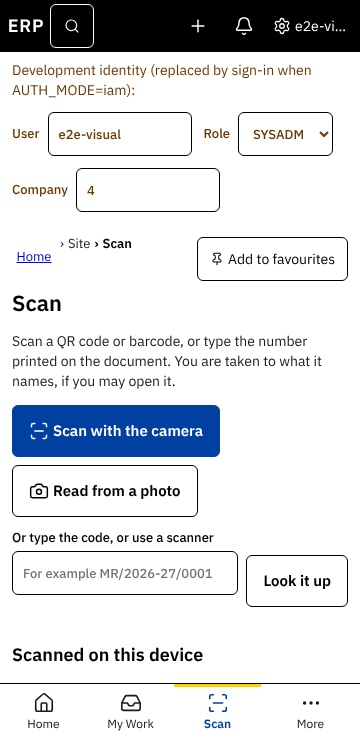 ERP
e2e-vi...
Development identity (replaced by sign-in when
AUTH_MODE=iam):
User e2e-visual Role SYSADM
Company 4
Home › Site › Scan
Add to favourites
Scan
Scan a QR code or barcode, or type the number
printed on the document. You are taken to what it
names, if you may open it.
Scan with the camera
Read from a photo
Or type the code, or use a scanner
For example MR/2026-27/0001 Look it up
Scanned on this device
Home My Work Scan More